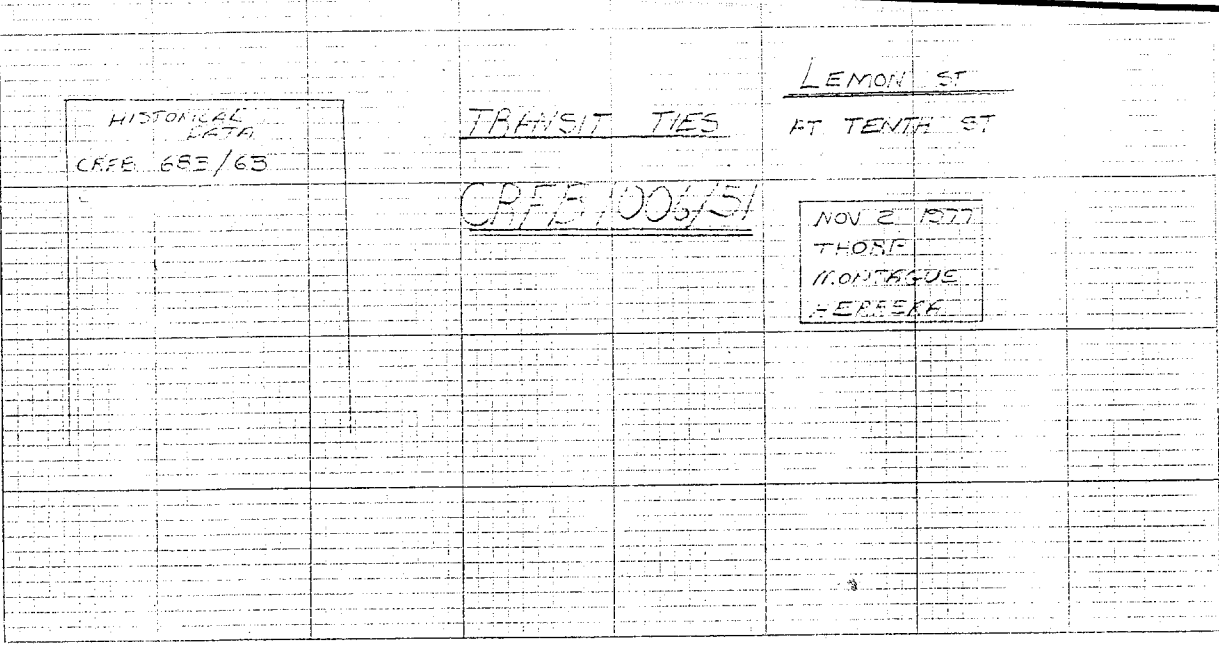 HISTORICAL
DATA
CRFB 683/63
TRANSIT TIES
CRFB 1006/51
LEMON ST
AT TENTH ST
NOV 2 1977
THORP
MONTAGUE
HERRERA